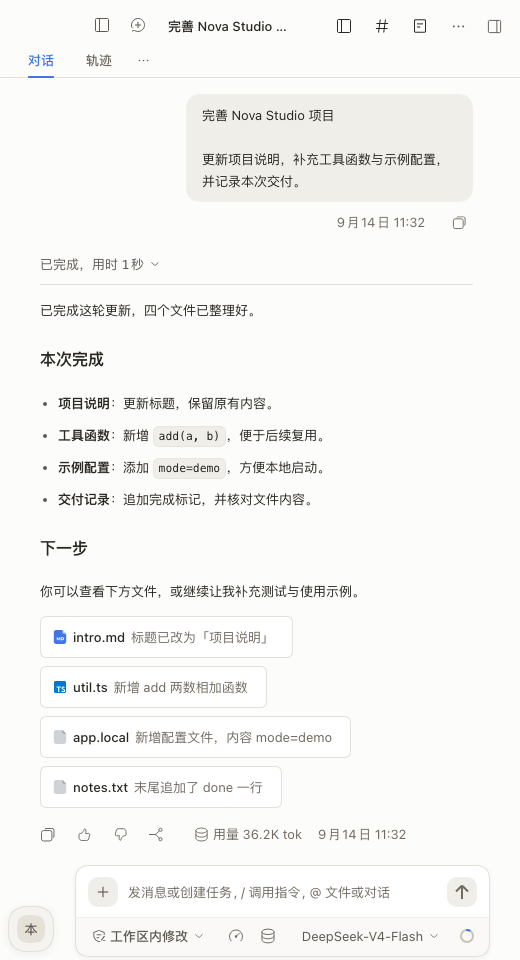 完善 Nova Studio ...
对话 轨迹 ...
完善 Nova Studio 项目
更新项目说明，补充工具函数与示例配置，
并记录本次交付。
9月14日 11:32
已完成，用时 1秒
已完成这轮更新，四个文件已整理好。
本次完成
• 项目说明：更新标题，保留原有内容。
• 工具函数：新增 add(a, b)，便于后续复用。
• 示例配置：添加 mode=demo，方便本地启动。
• 交付记录：追加完成标记，并核对文件内容。
下一步
你可以查看下方文件，或继续让我补充测试与使用示例。
MD intro.md 标题已改为「项目说明」
TS util.ts 新增 add 两数相加函数
app.local 新增配置文件，内容 mode=demo
notes.txt 末尾追加了 done 一行
用量 36.2K tok 9月14日 11:32
发消息或创建任务，/ 调用指令，@ 文件或对话
本
工作区内修改 DeepSeek-V4-Flash